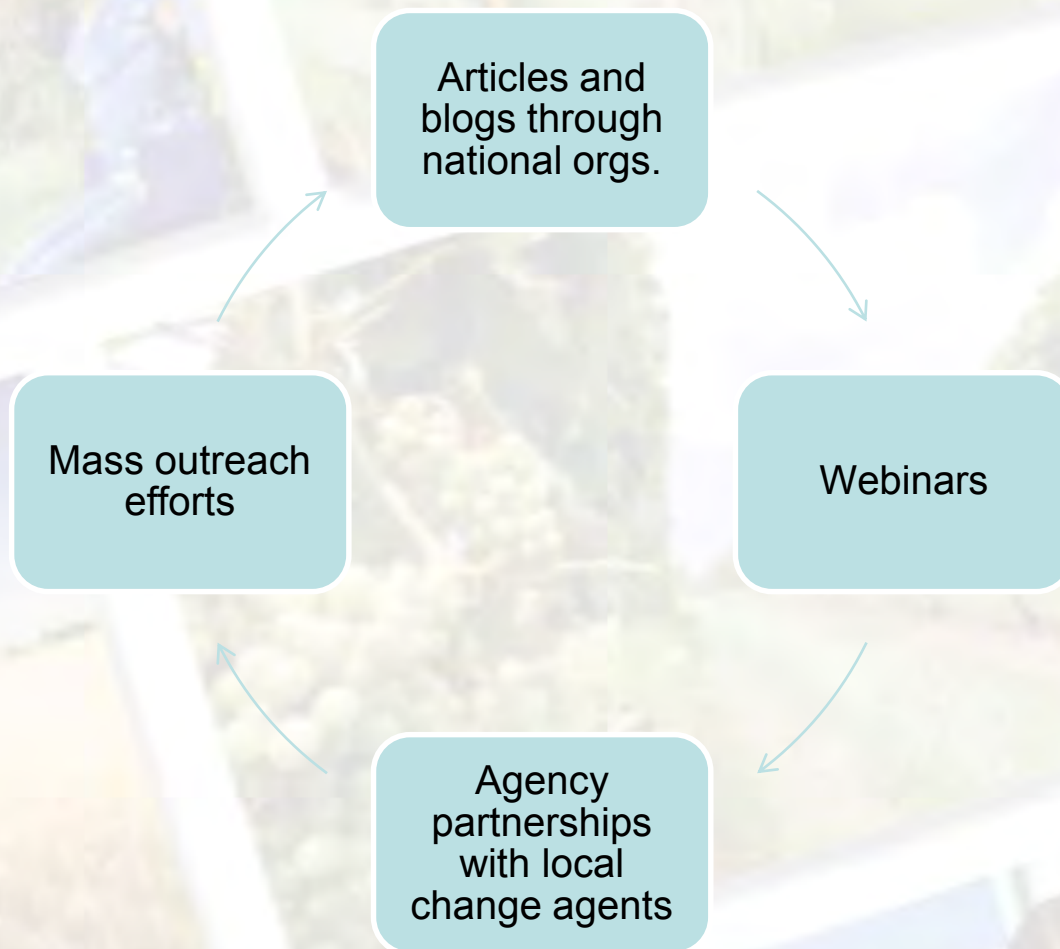 Articles and
blogs through
national orgs.
Mass outreach
efforts
Webinars
Agency
partnerships
with local
change agents